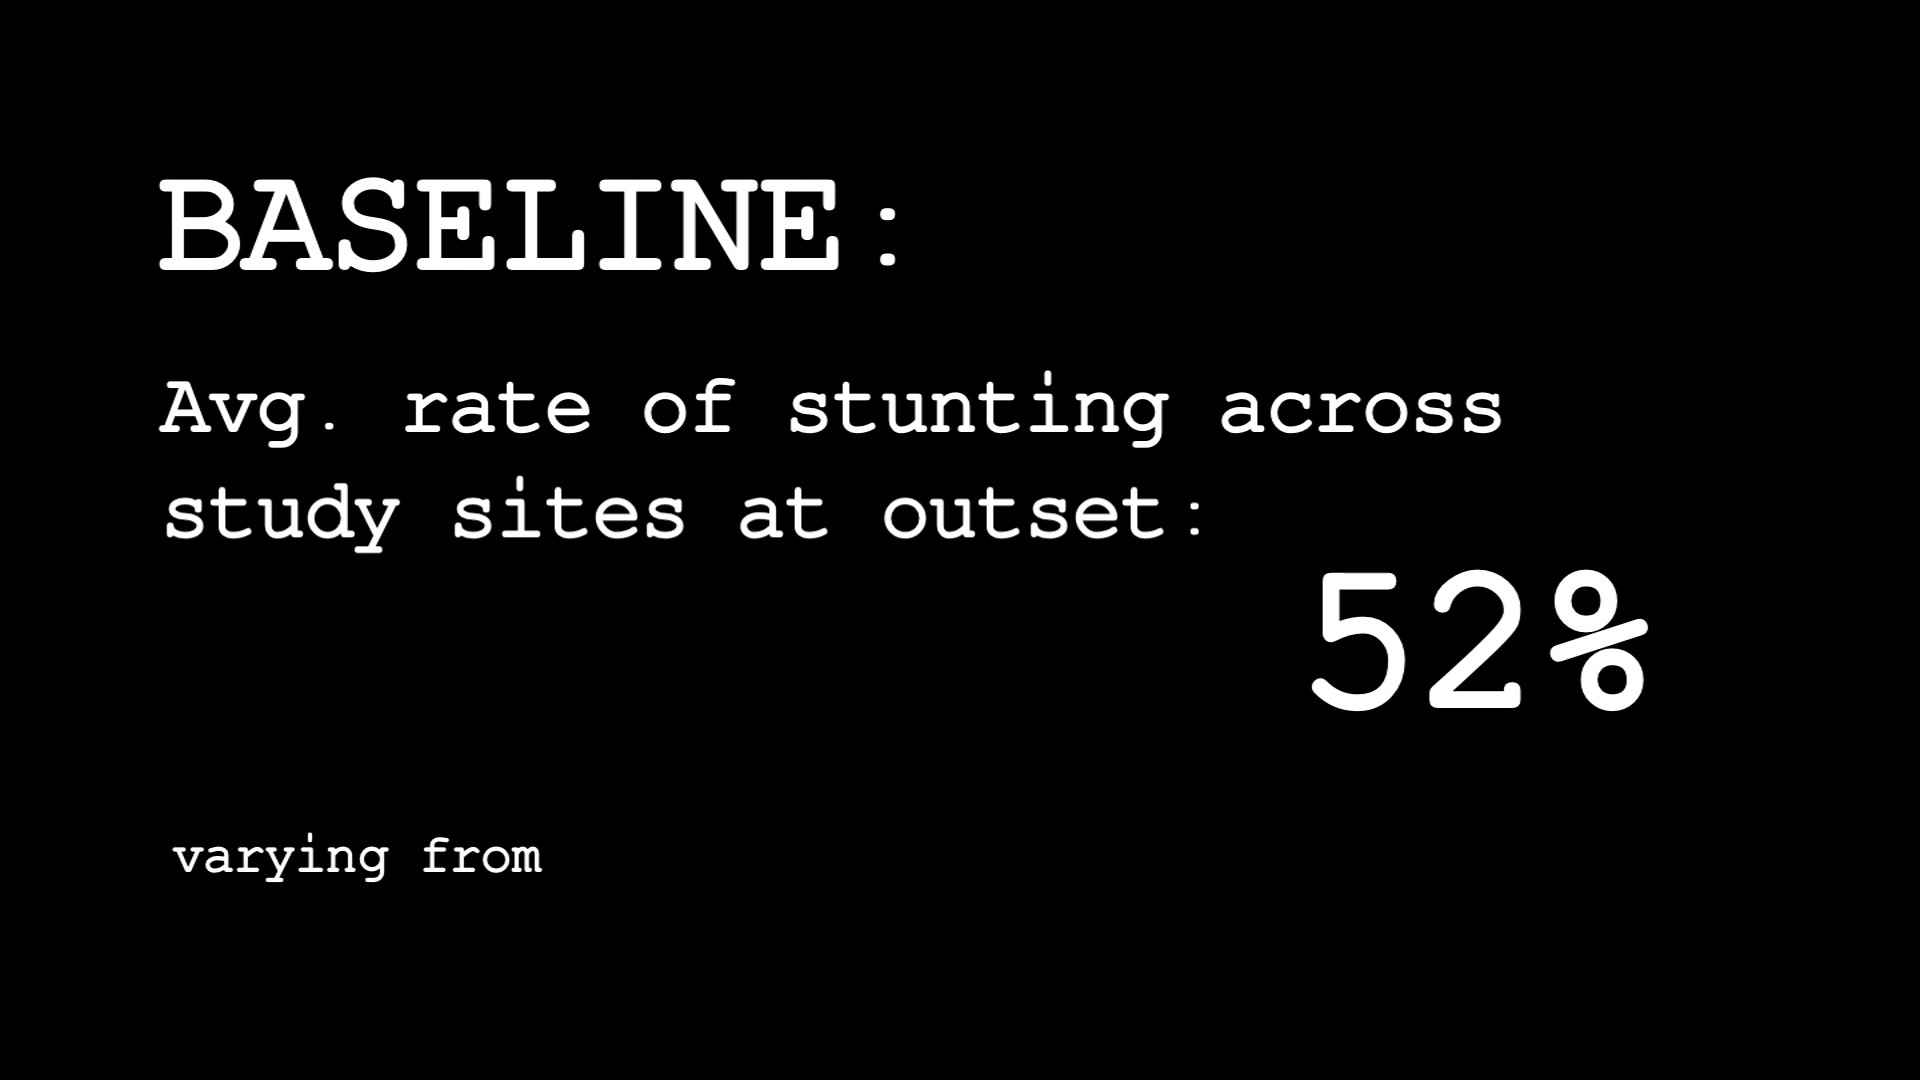 BASELINE:
Avg. rate of stunting across
study sites at outset:
52%
varying from